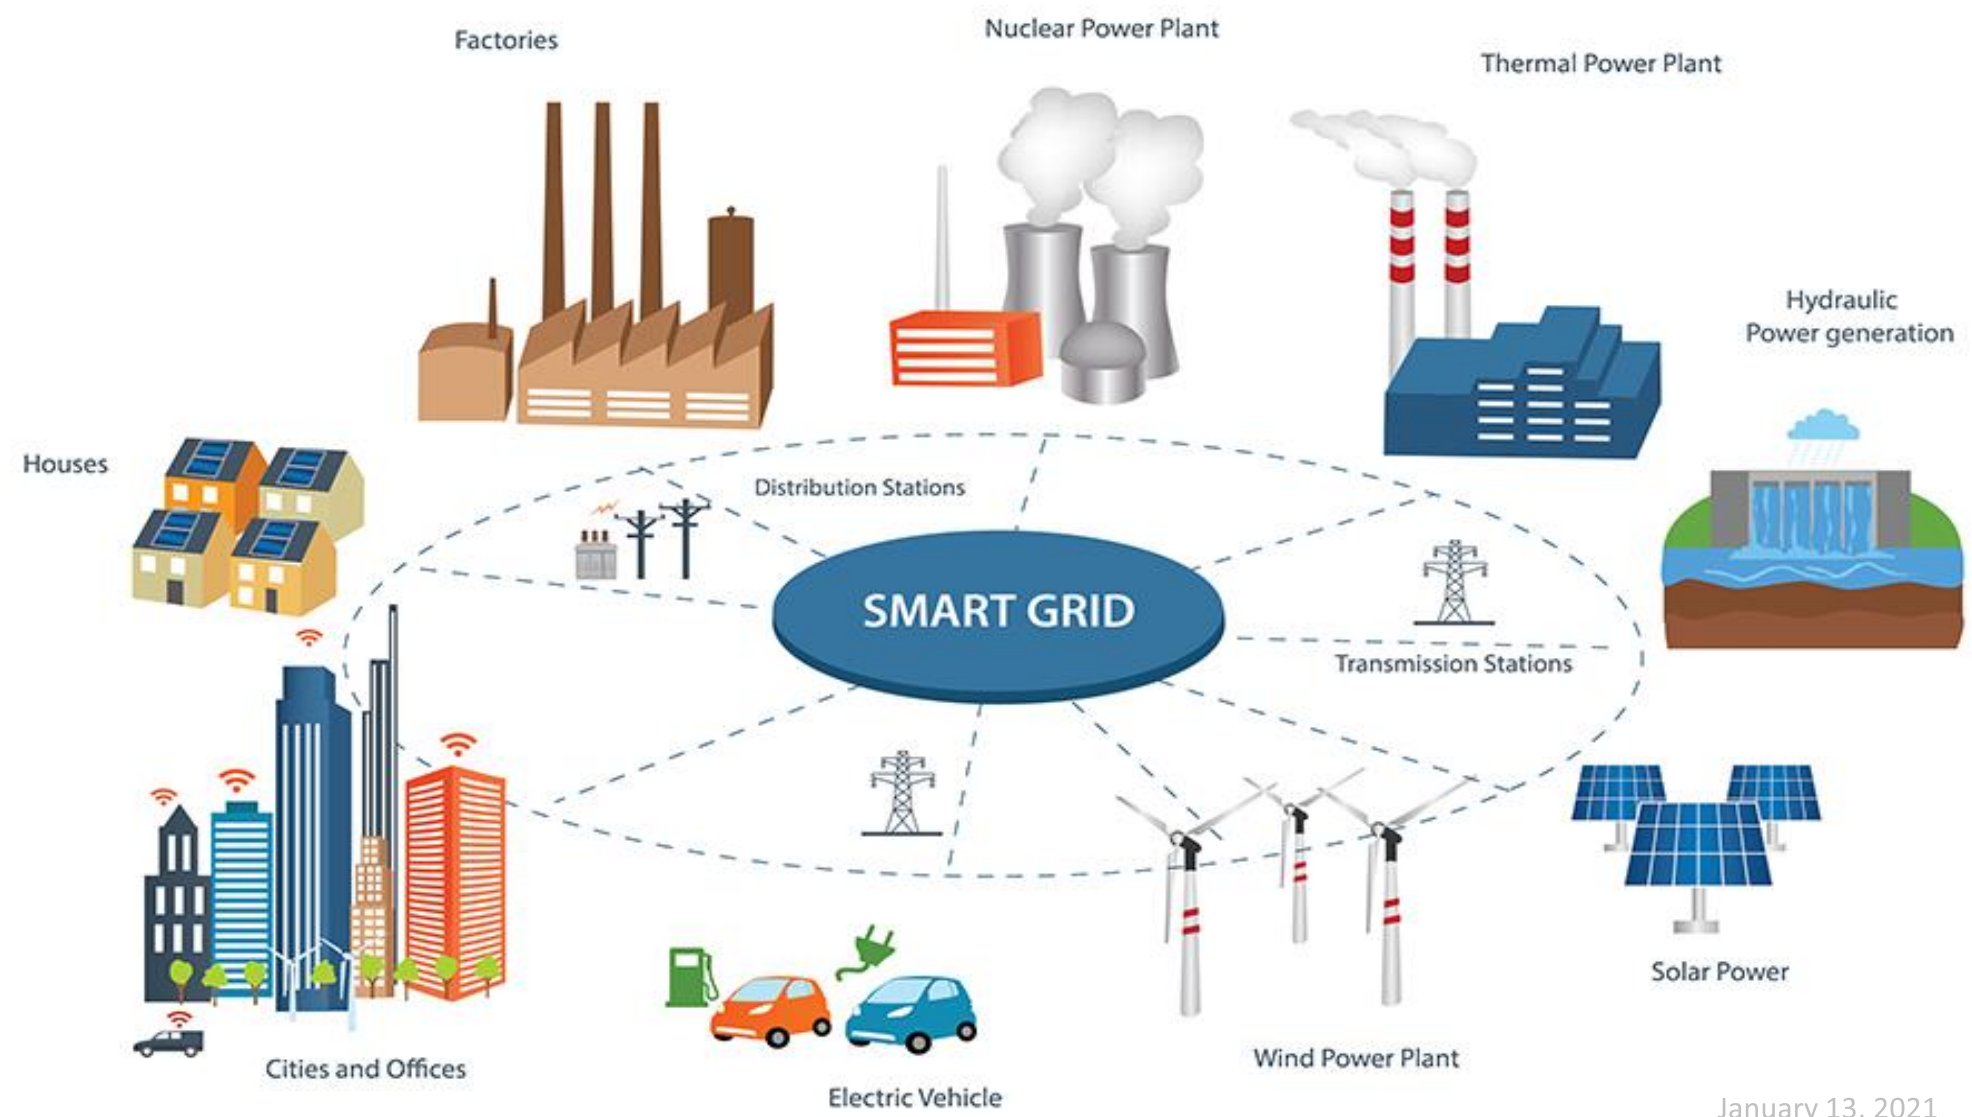 Factories
Nuclear Power Plant
Thermal Power Plant
Hydraulic
Power generation
Houses
Distribution Stations
SMART GRID
Transmission Stations
Solar Power
Wind Power Plant
Cities and Offices
Electric Vehicle
January 13, 2021